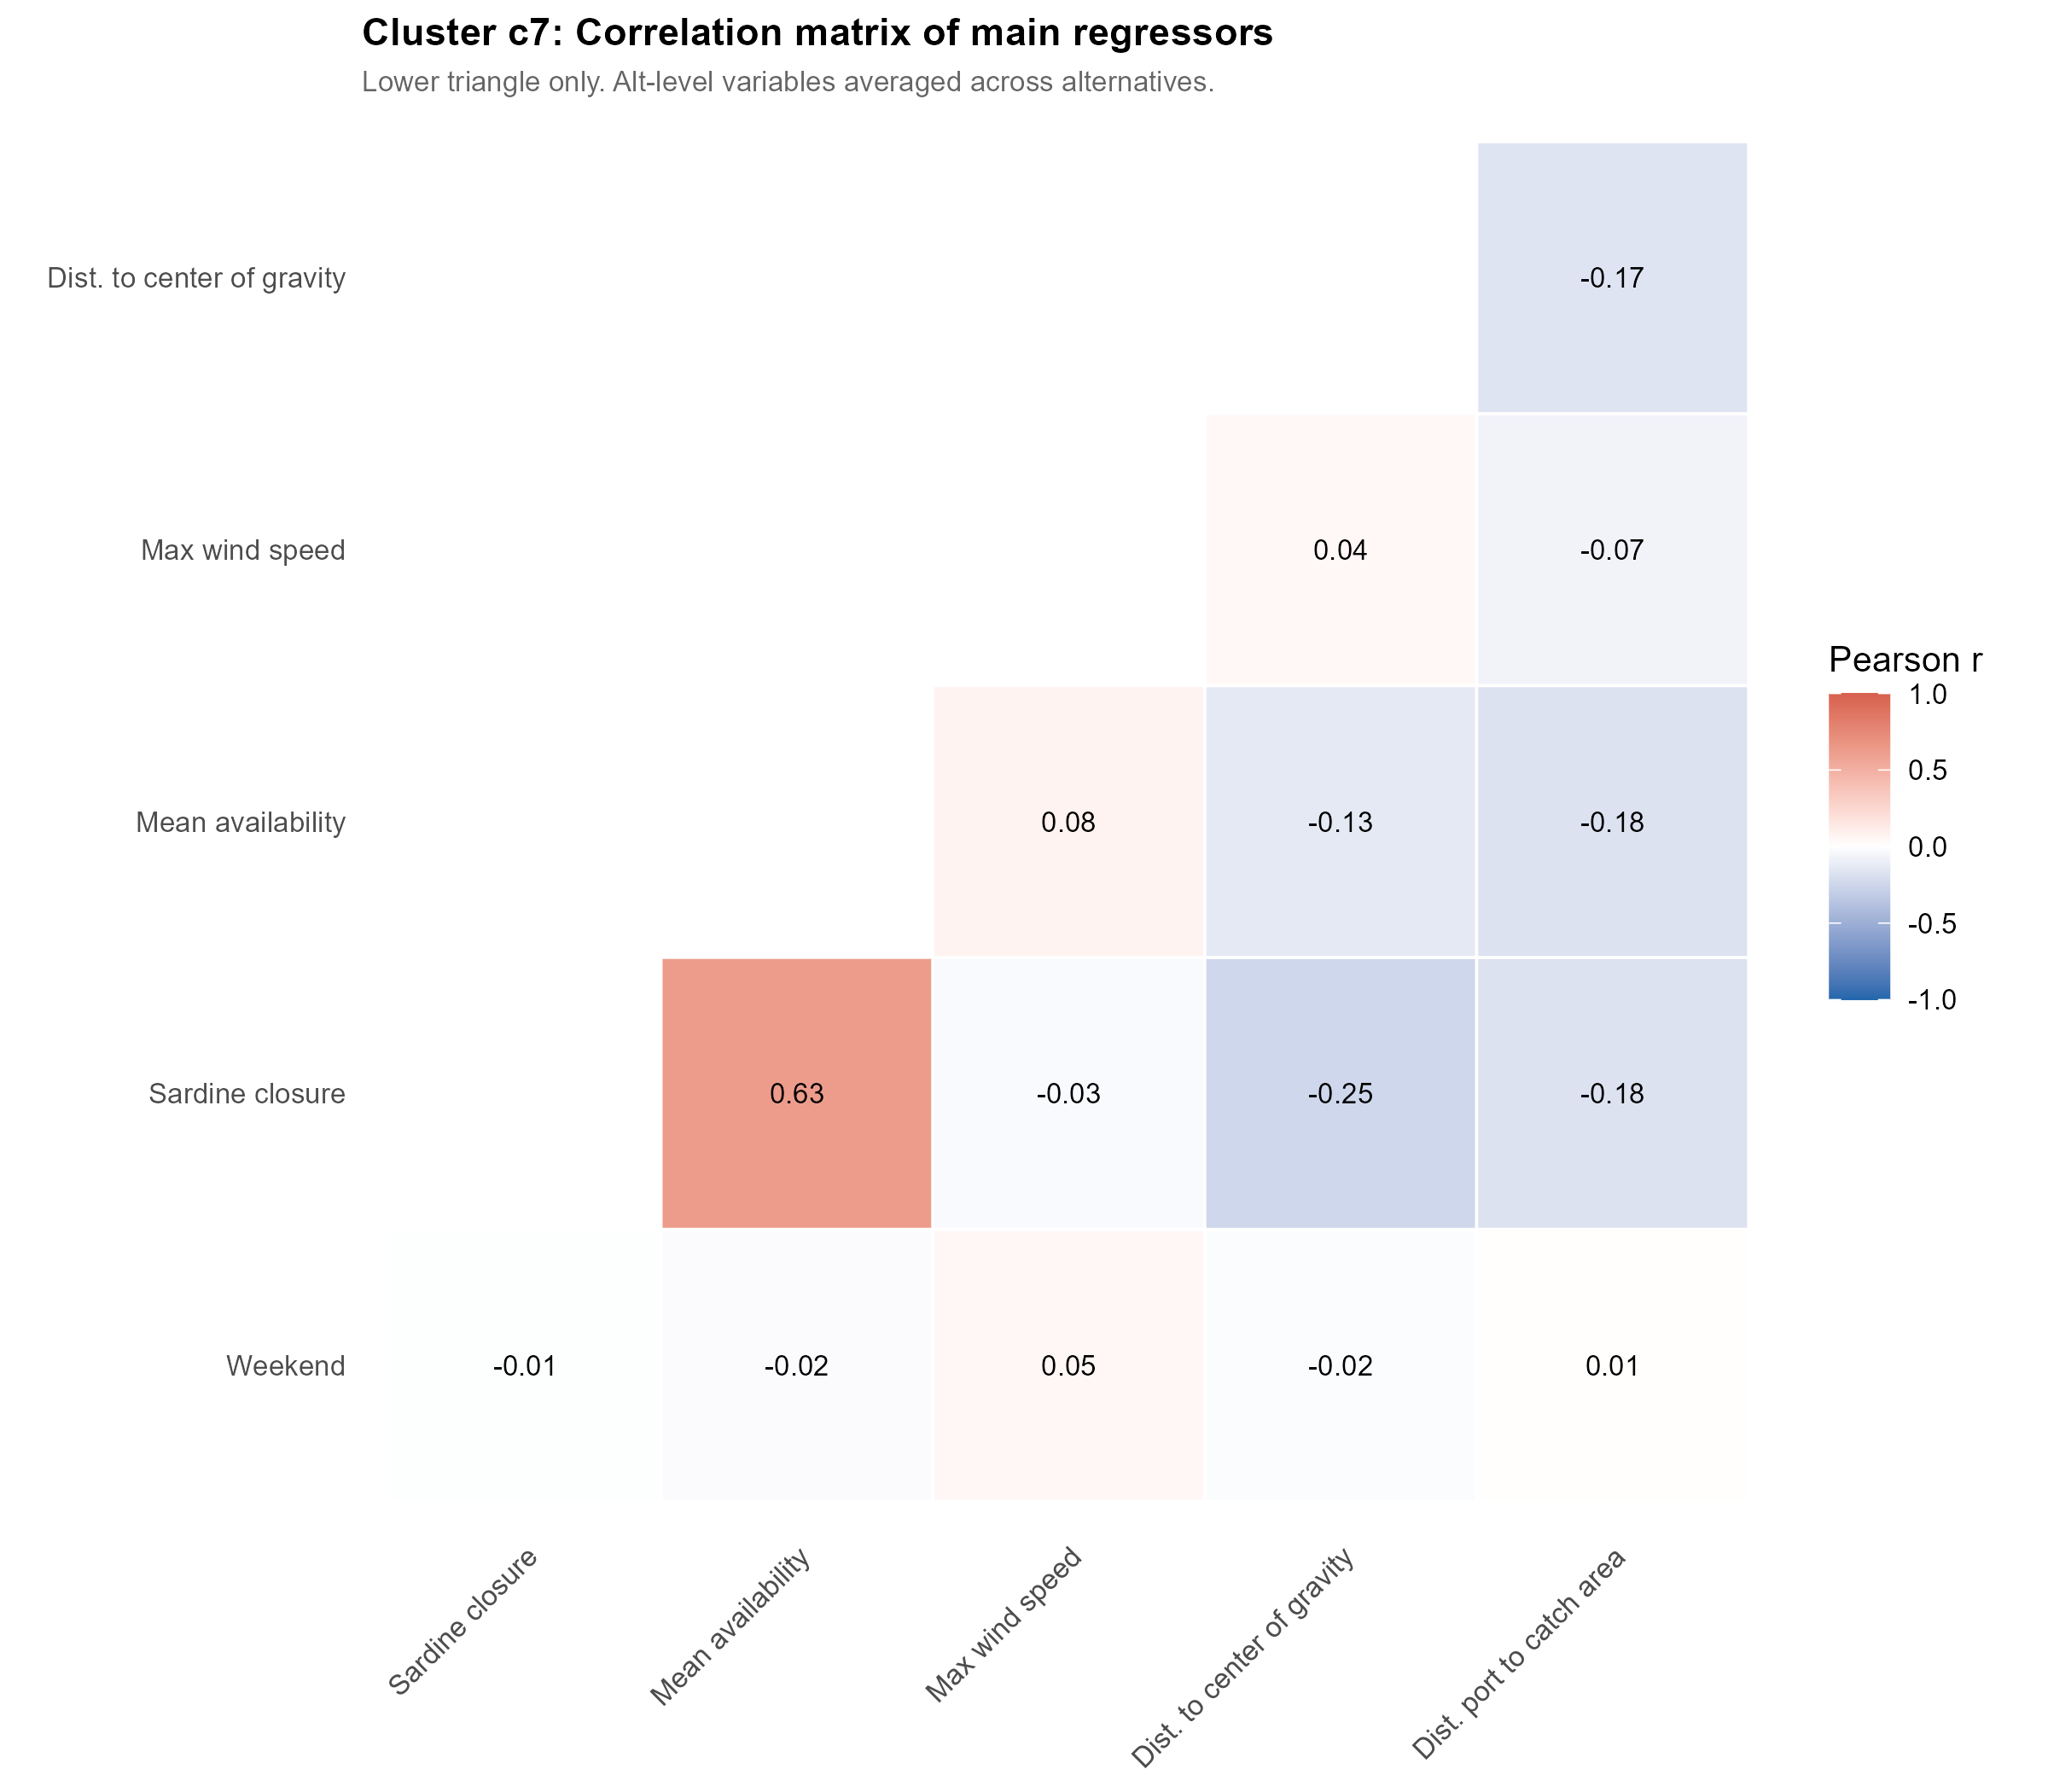 Cluster c7: Correlation matrix of main regressors
Lower triangle only. Alt-level variables averaged across alternatives.
Dist. to center of gravity
-0.17
Max wind speed
0.04
-0.07
Mean availability
0.08
-0.13
-0.18
Sardine closure
0.63
-0.03
-0.25
-0.18
Weekend
-0.01
-0.02
0.05
-0.02
0.01
Sardine closure
Mean availability
Max wind speed
Dist. to center of gravity
Dist. port to catch area
Pearson r
1.0
0.5
0.0
-0.5
-1.0